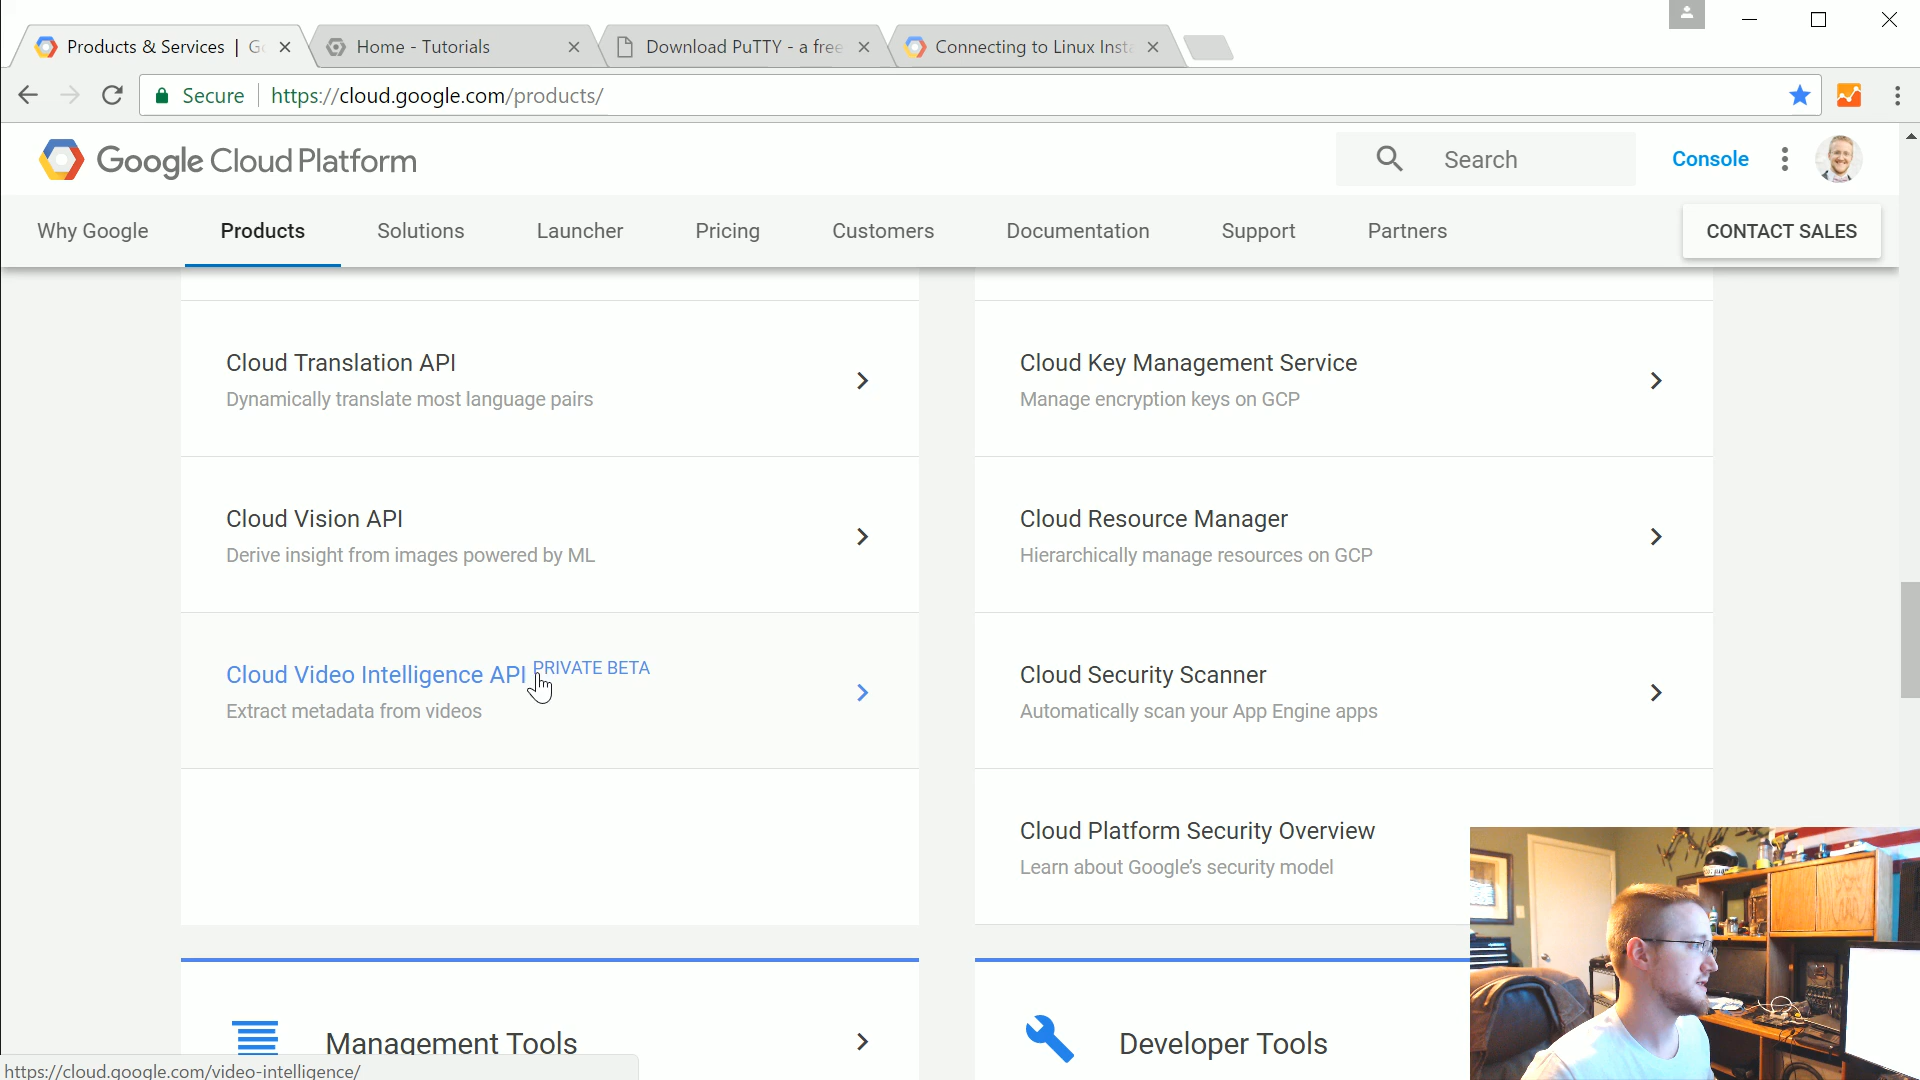 Products & Services | Go
Home - Tutorials
Download PuTTY - a free
Connecting to Linux Insta
Secure
https://cloud.google.com/products/
Google Cloud Platform
Search
Console
Why Google
Products
Solutions
Launcher
Pricing
Customers
Documentation
Support
Partners
CONTACT SALES
Cloud Translation API
Dynamically translate most language pairs
Cloud Key Management Service
Manage encryption keys on GCP
Cloud Vision API
Derive insight from images powered by ML
Cloud Resource Manager
Hierarchically manage resources on GCP
Cloud Video Intelligence API PRIVATE BETA
Extract metadata from videos
Cloud Security Scanner
Automatically scan your App Engine apps
Cloud Platform Security Overview
Learn about Google's security model
Management Tools
Developer Tools
https://cloud.google.com/video-intelligence/